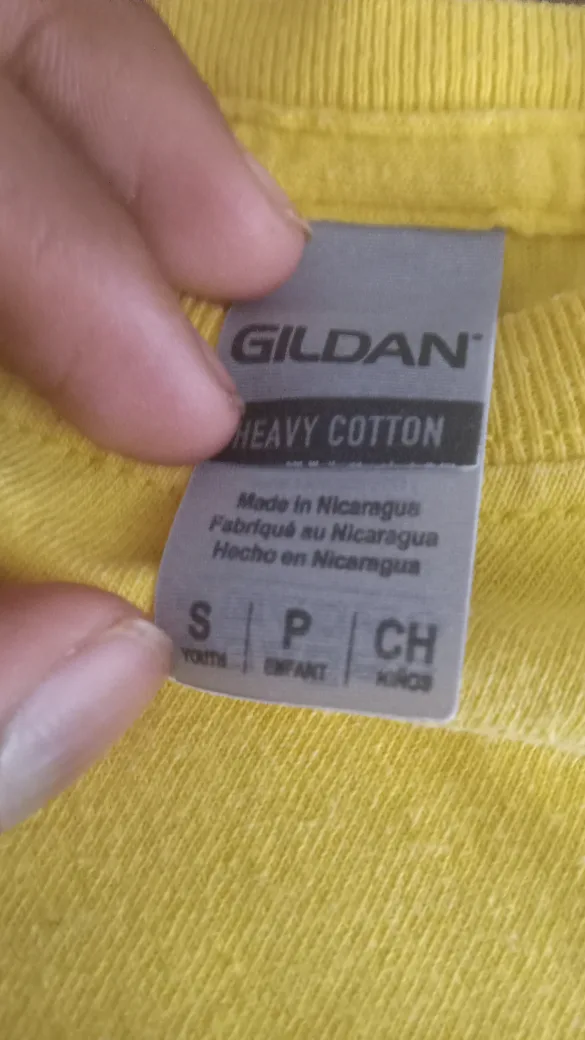 GILDAN
HEAVY COTTON
Made in Nicaragua
Fabriqué au Nicaragua
Hecho en Nicaragua
S | P | CH
YOUTH ENFANT NIÑOS